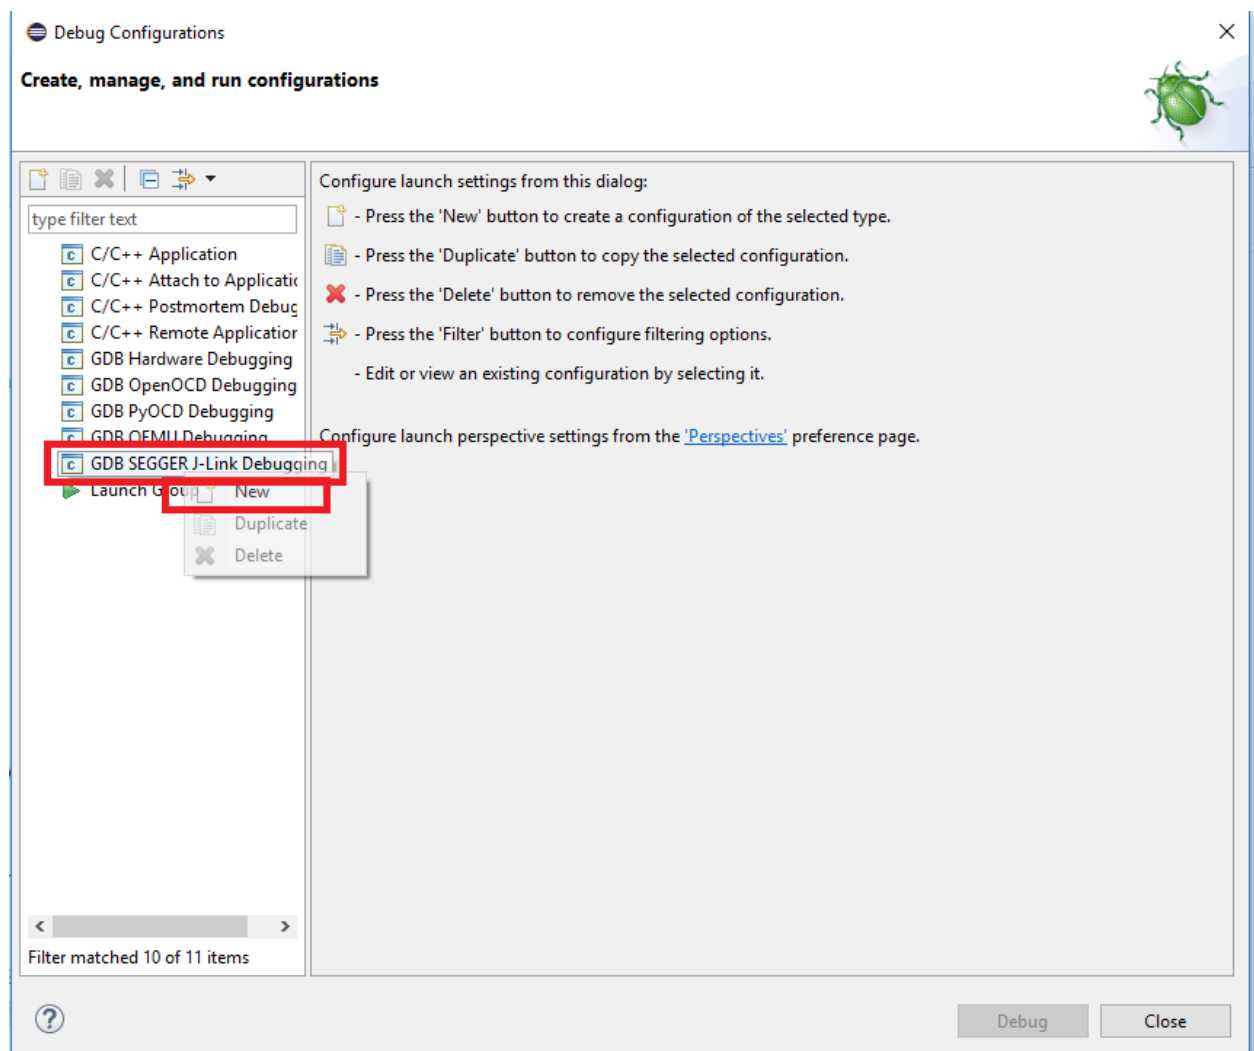 Debug Configurations
Create, manage, and run configurations
type filter text
C/C++ Application
C/C++ Attach to Applicatic
C/C++ Postmortem Debug
C/C++ Remote Application
GDB Hardware Debugging
GDB OpenOCD Debugging
GDB PyOCD Debugging
GDB QEMU Debugging
GDB SEGGER J-Link Debugging
Launch Group
New
Duplicate
Delete
Filter matched 10 of 11 items
Configure launch settings from this dialog:
- Press the 'New' button to create a configuration of the selected type.
- Press the 'Duplicate' button to copy the selected configuration.
- Press the 'Delete' button to remove the selected configuration.
- Press the 'Filter' button to configure filtering options.
- Edit or view an existing configuration by selecting it.
Configure launch perspective settings from the 'Perspectives' preference page.
Debug
Close